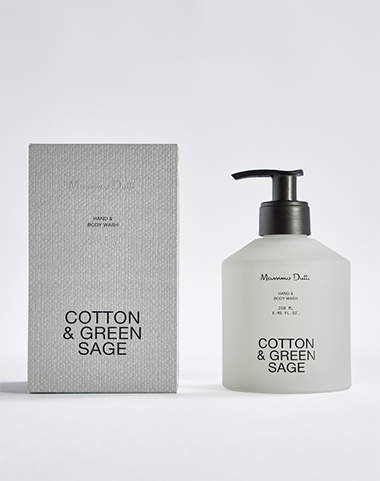 Massimo Dutti
HAND &
BODY WASH
COTTON
& GREEN
SAGE
Massimo Dutti
HAND &
BODY WASH
250 ML.
8.45 FL.OZ.
COTTON
& GREEN
SAGE